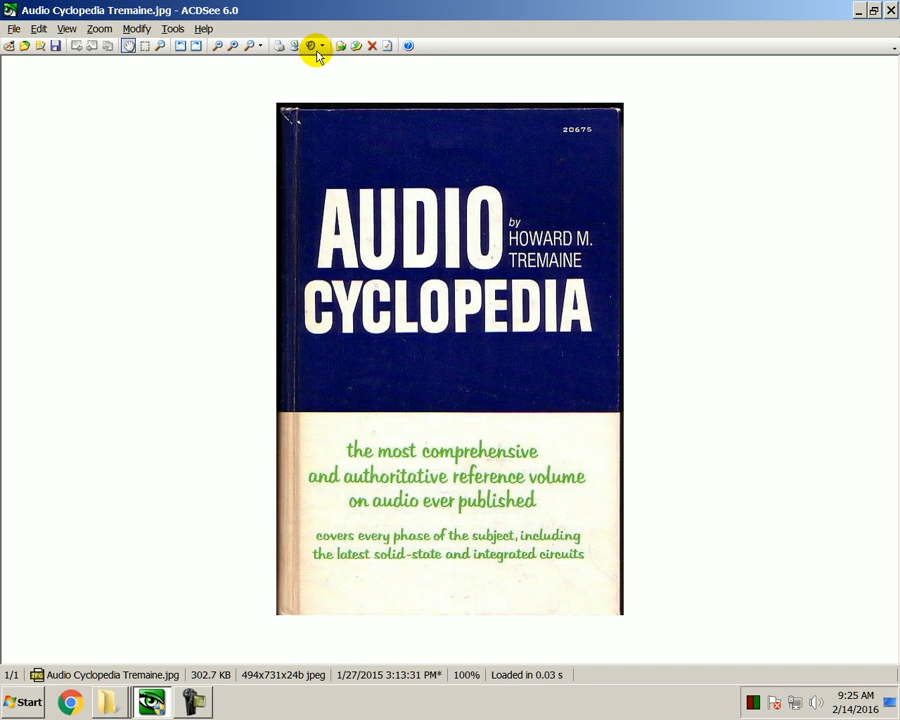 Audio Cyclopedia Tremaine.jpg - ACDSee 6.0
File Edit View Zoom Modify Tools Help
20675
AUDIO
by
HOWARD M.
TREMAINE
CYCLOPEDIA
the most comprehensive
and authoritative reference volume
on audio ever published
covers every phase of the subject, including
the latest solid-state and integrated circuits
1/1 Audio Cyclopedia Tremaine.jpg 302.7 KB 494x731x24b jpeg 1/27/2015 3:13:31 PM* 100% Loaded in 0.03 s
Start
9:25 AM
2/14/2016